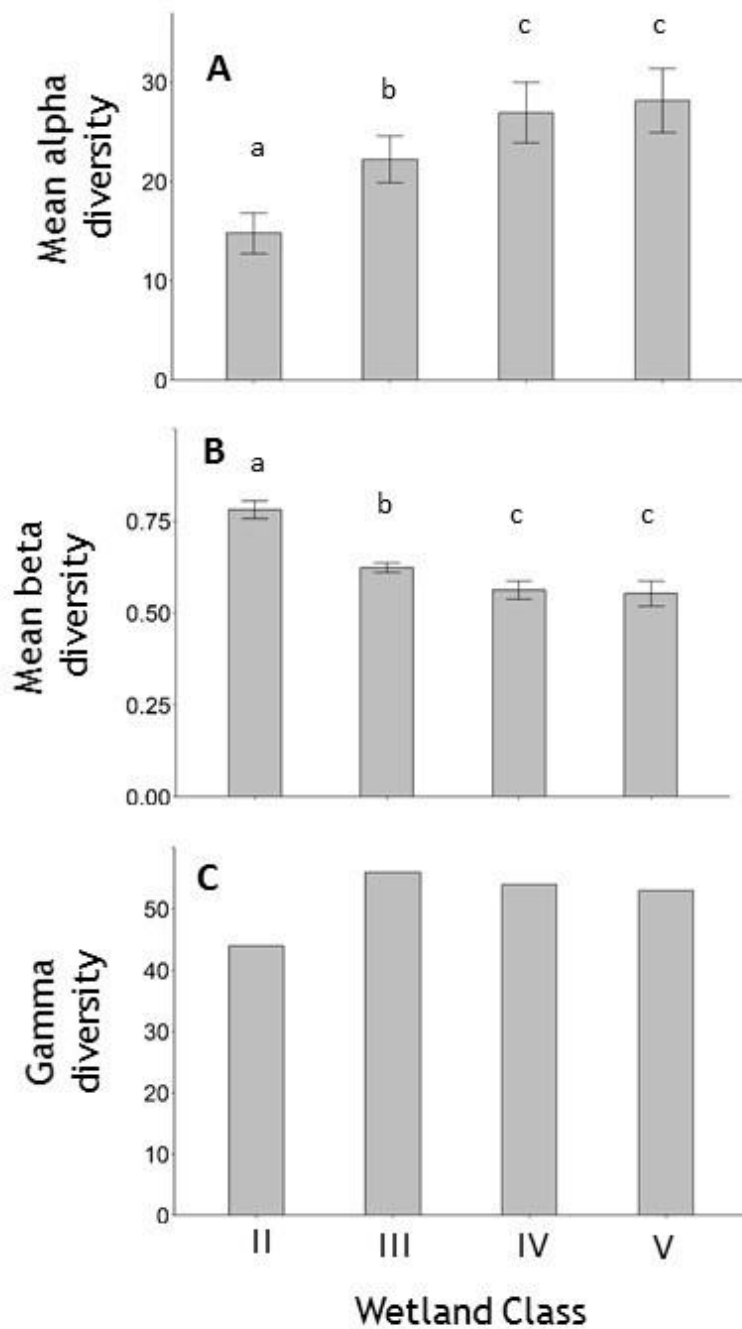 A
Mean alpha
diversity
30
20
10
0
a
b
c
c
B
Mean beta
diversity
0.75
0.50
0.25
0.00
a
b
c
c
C
Gamma
diversity
50
40
30
20
10
0
II
III
IV
V
Wetland Class